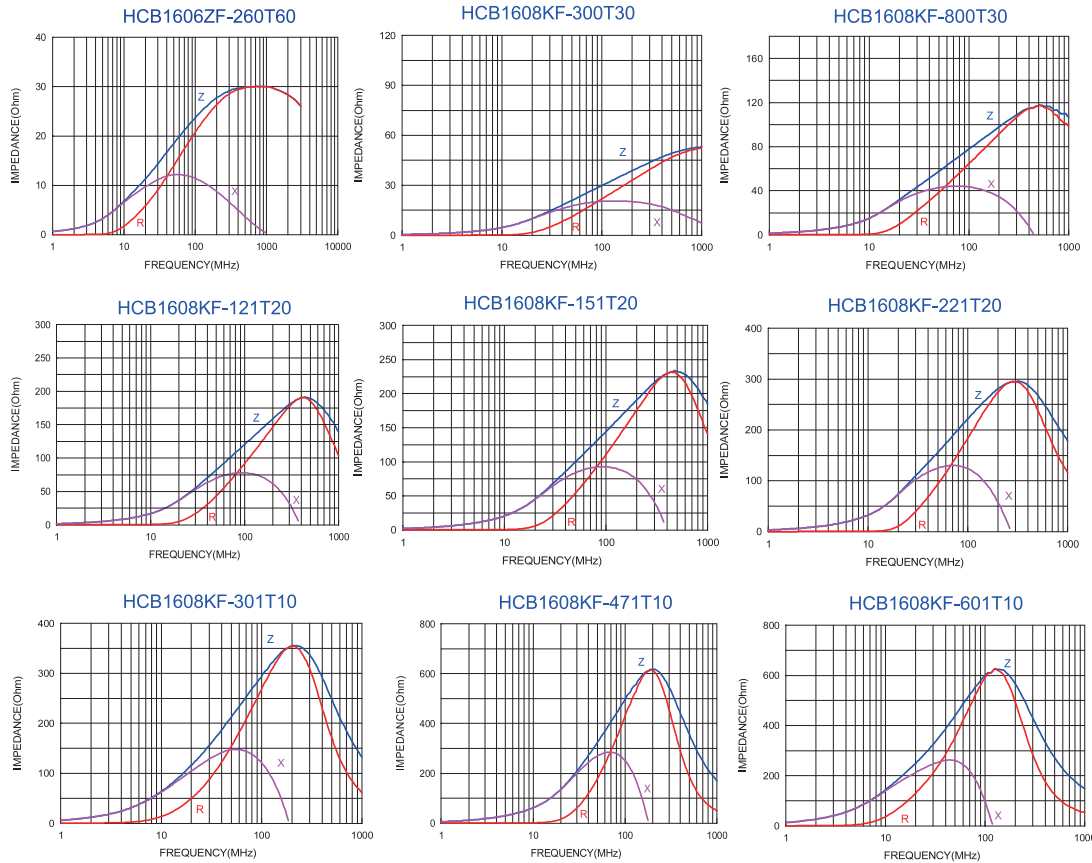 HCB1606ZF-260T60
40
30
20
10
0
IMPEDANCE(Ohm)
Z
X
R
1
10
100
1000
10000
FREQUENCY(MHz)
HCB1608KF-300T30
120
90
60
30
0
IMPEDANCE(Ohm)
Z
R
X
1
10
100
1000
FREQUENCY(MHz)
HCB1608KF-800T30
160
120
80
40
0
IMPEDANCE(Ohm)
Z
X
R
1
10
100
1000
FREQUENCY(MHz)
HCB1608KF-121T20
300
250
200
150
100
50
0
IMPEDANCE(Ohm)
Z
X
R
1
10
100
1000
FREQUENCY(MHz)
HCB1608KF-151T20
300
250
200
150
100
50
0
IMPEDANCE(Ohm)
Z
X
R
1
10
100
1000
FREQUENCY(MHz)
HCB1608KF-221T20
400
300
200
100
0
IMPEDANCE(Ohm)
Z
X
R
1
10
100
1000
FREQUENCY(MHz)
HCB1608KF-301T10
400
350
250
150
50
0
IMPEDANCE(Ohm)
Z
X
R
1
10
100
1000
FREQUENCY(MHz)
HCB1608KF-471T10
800
600
400
200
0
IMPEDANCE(Ohm)
Z
X
R
1
10
100
1000
FREQUENCY(MHz)
HCB1608KF-601T10
800
600
400
200
0
IMPEDANCE(Ohm)
Z
X
R
1
10
100
1000
FREQUENCY(MHz)